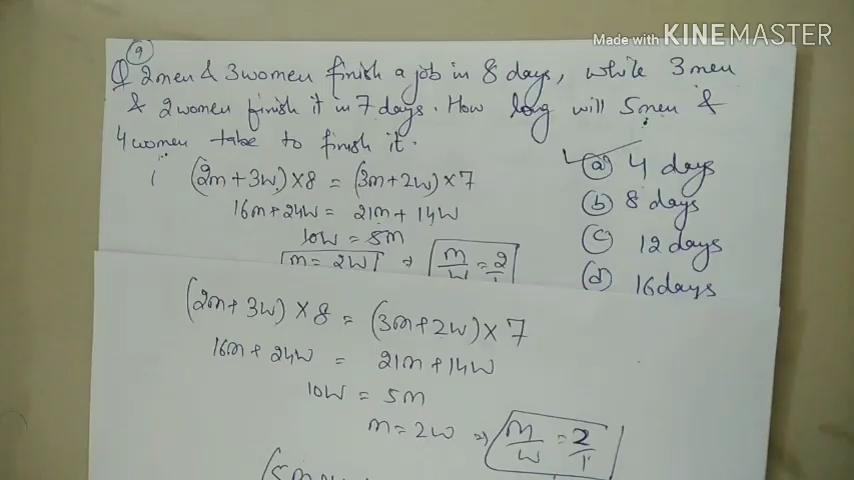 Made with KINEMASTER
9
Q 2men & 3women finish a job in 8 days, while 3men
& 2women finish it in 7 days. How long will 5men &
4women take to finish it.
(a) 4 days
(b) 8 days
(c) 12 days
(d) 16 days
(2m+3w)×8 = (3m+2w)×7
16m+24w = 21m+14w
10w = 5m
m = 2w ⇒ m/w = 2/1
(2m+3w)×8 = (3m+2w)×7
16m+24w = 21m+14w
10w = 5m
m = 2w ⇒ m/w = 2/1